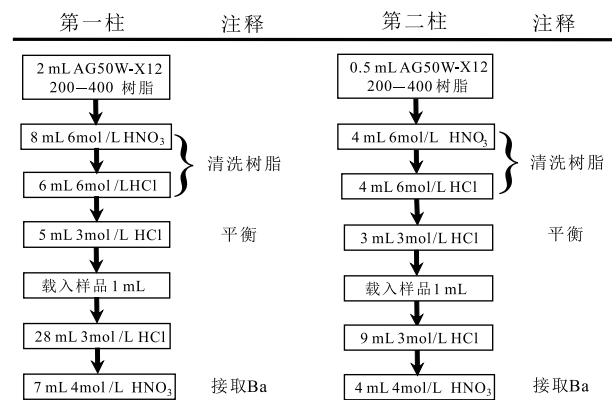 第一柱 注释 第二柱 注释
2 mL AG50W-X12
200—400 树脂
8 mL 6mol /L HNO₃
6 mL 6mol /LHCl
清洗树脂
5 mL 3mol /L HCl 平衡
载入样品 1 mL
28 mL 3mol /L HCl
7 mL 4mol /L HNO₃ 接取Ba
0.5 mL AG50W-X12
200—400 树脂
4 mL 6mol/L HNO₃
4 mL 6mol/L HCl
清洗树脂
3 mL 3mol/L HCl 平衡
载入样品1 mL
9 mL 3mol/L HCl
4 mL 4mol/L HNO₃ 接取Ba